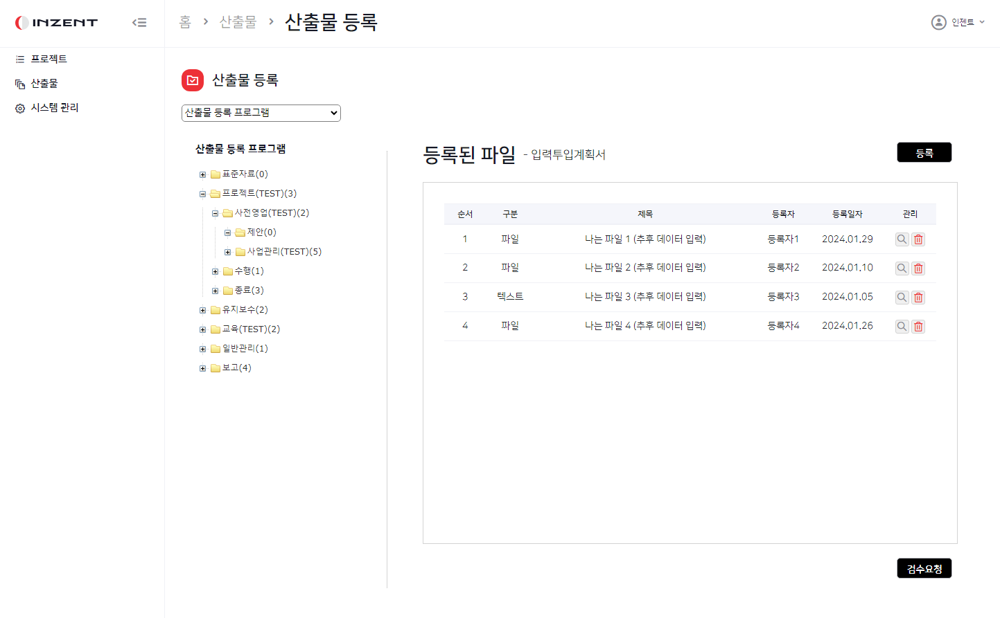 INZENT
홈 > 산출물 > 산출물 등록
인젠트
프로젝트
산출물
시스템 관리
산출물 등록
산출물 등록 프로그램
산출물 등록 프로그램
표준자료(0)
프로젝트(TEST)(3)
사전영업(TEST)(2)
제안(0)
사업관리(TEST)(5)
수행(1)
종료(3)
유지보수(2)
교육(TEST)(2)
일반관리(1)
보고(4)
등록된 파일 - 입력투입계획서
등록
순서 구분 제목 등록자 등록일자 관리
1 파일 나는 파일 1 (추후 데이터 입력) 등록자1 2024.01.29
2 파일 나는 파일 2 (추후 데이터 입력) 등록자2 2024.01.10
3 텍스트 나는 파일 3 (추후 데이터 입력) 등록자3 2024.01.05
4 파일 나는 파일 4 (추후 데이터 입력) 등록자4 2024.01.26
검수요청